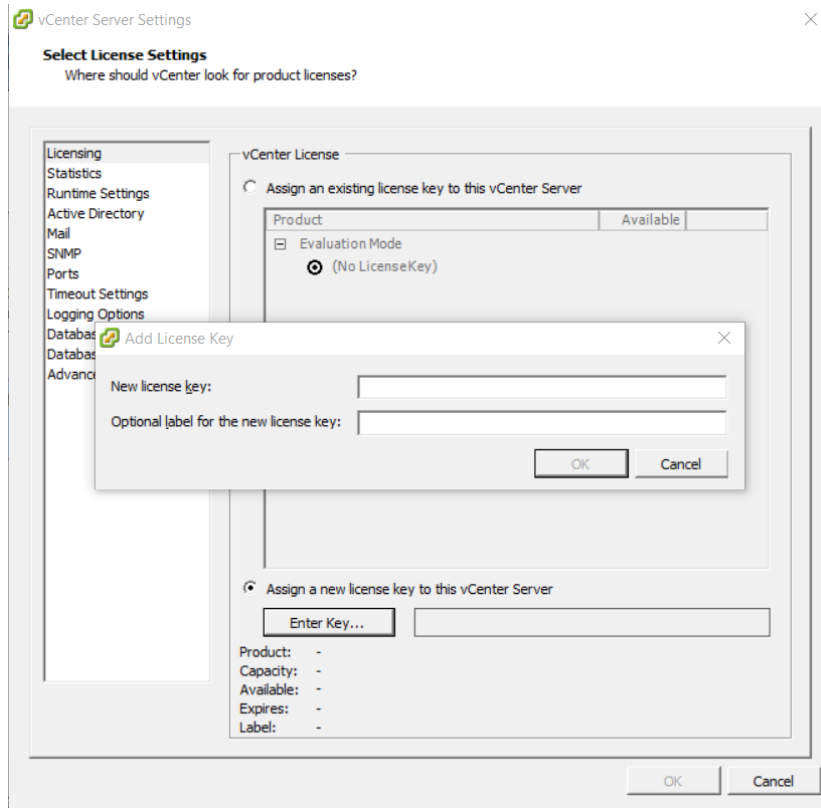 vCenter Server Settings
Select License Settings
Where should vCenter look for product licenses?
Licensing
Statistics
Runtime Settings
Active Directory
Mail
SNMP
Ports
Timeout Settings
Logging Options
Databas
Databas
Advance
vCenter License
Assign an existing license key to this vCenter Server
Product Available
Evaluation Mode
(No LicenseKey)
Add License Key
New license key:
Optional label for the new license key:
OK Cancel
Assign a new license key to this vCenter Server
Enter Key...
Product: -
Capacity: -
Available: -
Expires: -
Label: -
OK Cancel